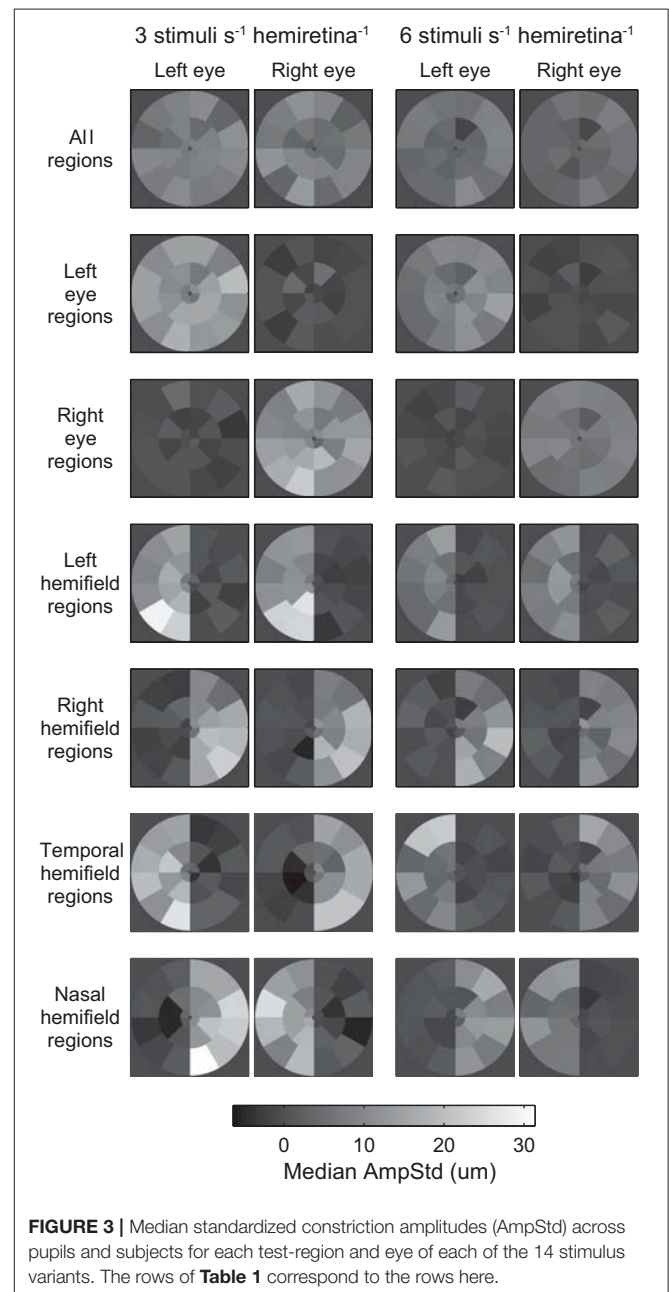 3 stimuli s⁻¹ hemiretina⁻¹ 6 stimuli s⁻¹ hemiretina⁻¹
Left eye Right eye Left eye Right eye
All
regions
Left
eye
regions
Right
eye
regions
Left
hemifield
regions
Right
hemifield
regions
Temporal
hemifield
regions
Nasal
hemifield
regions
0 10 20 30
Median AmpStd (um)
FIGURE 3 | Median standardized constriction amplitudes (AmpStd) across
pupils and subjects for each test-region and eye of each of the 14 stimulus
variants. The rows of Table 1 correspond to the rows here.